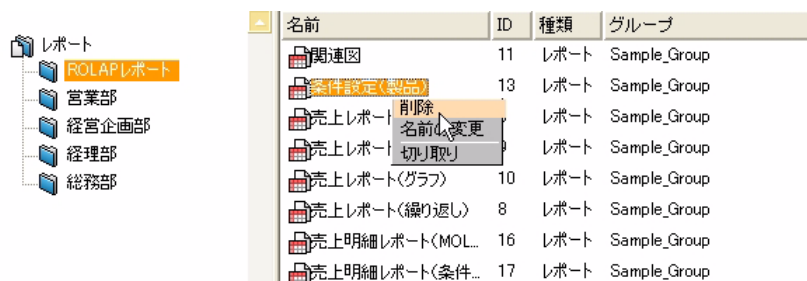 レポート
ROLAPレポート
営業部
経営企画部
経理部
総務部
名前 ID 種類 グループ
関連図 11 レポート Sample_Group
条件設定(製品) 13 レポート Sample_Group
売上レポート レポート Sample_Group
売上レポート 9 レポート Sample_Group
売上レポート(グラフ) 10 レポート Sample_Group
売上レポート(繰り返し) 8 レポート Sample_Group
売上明細レポート(MOL... 16 レポート Sample_Group
売上明細レポート(条件... 17 レポート Sample_Group
削除
名前の変更
切り取り